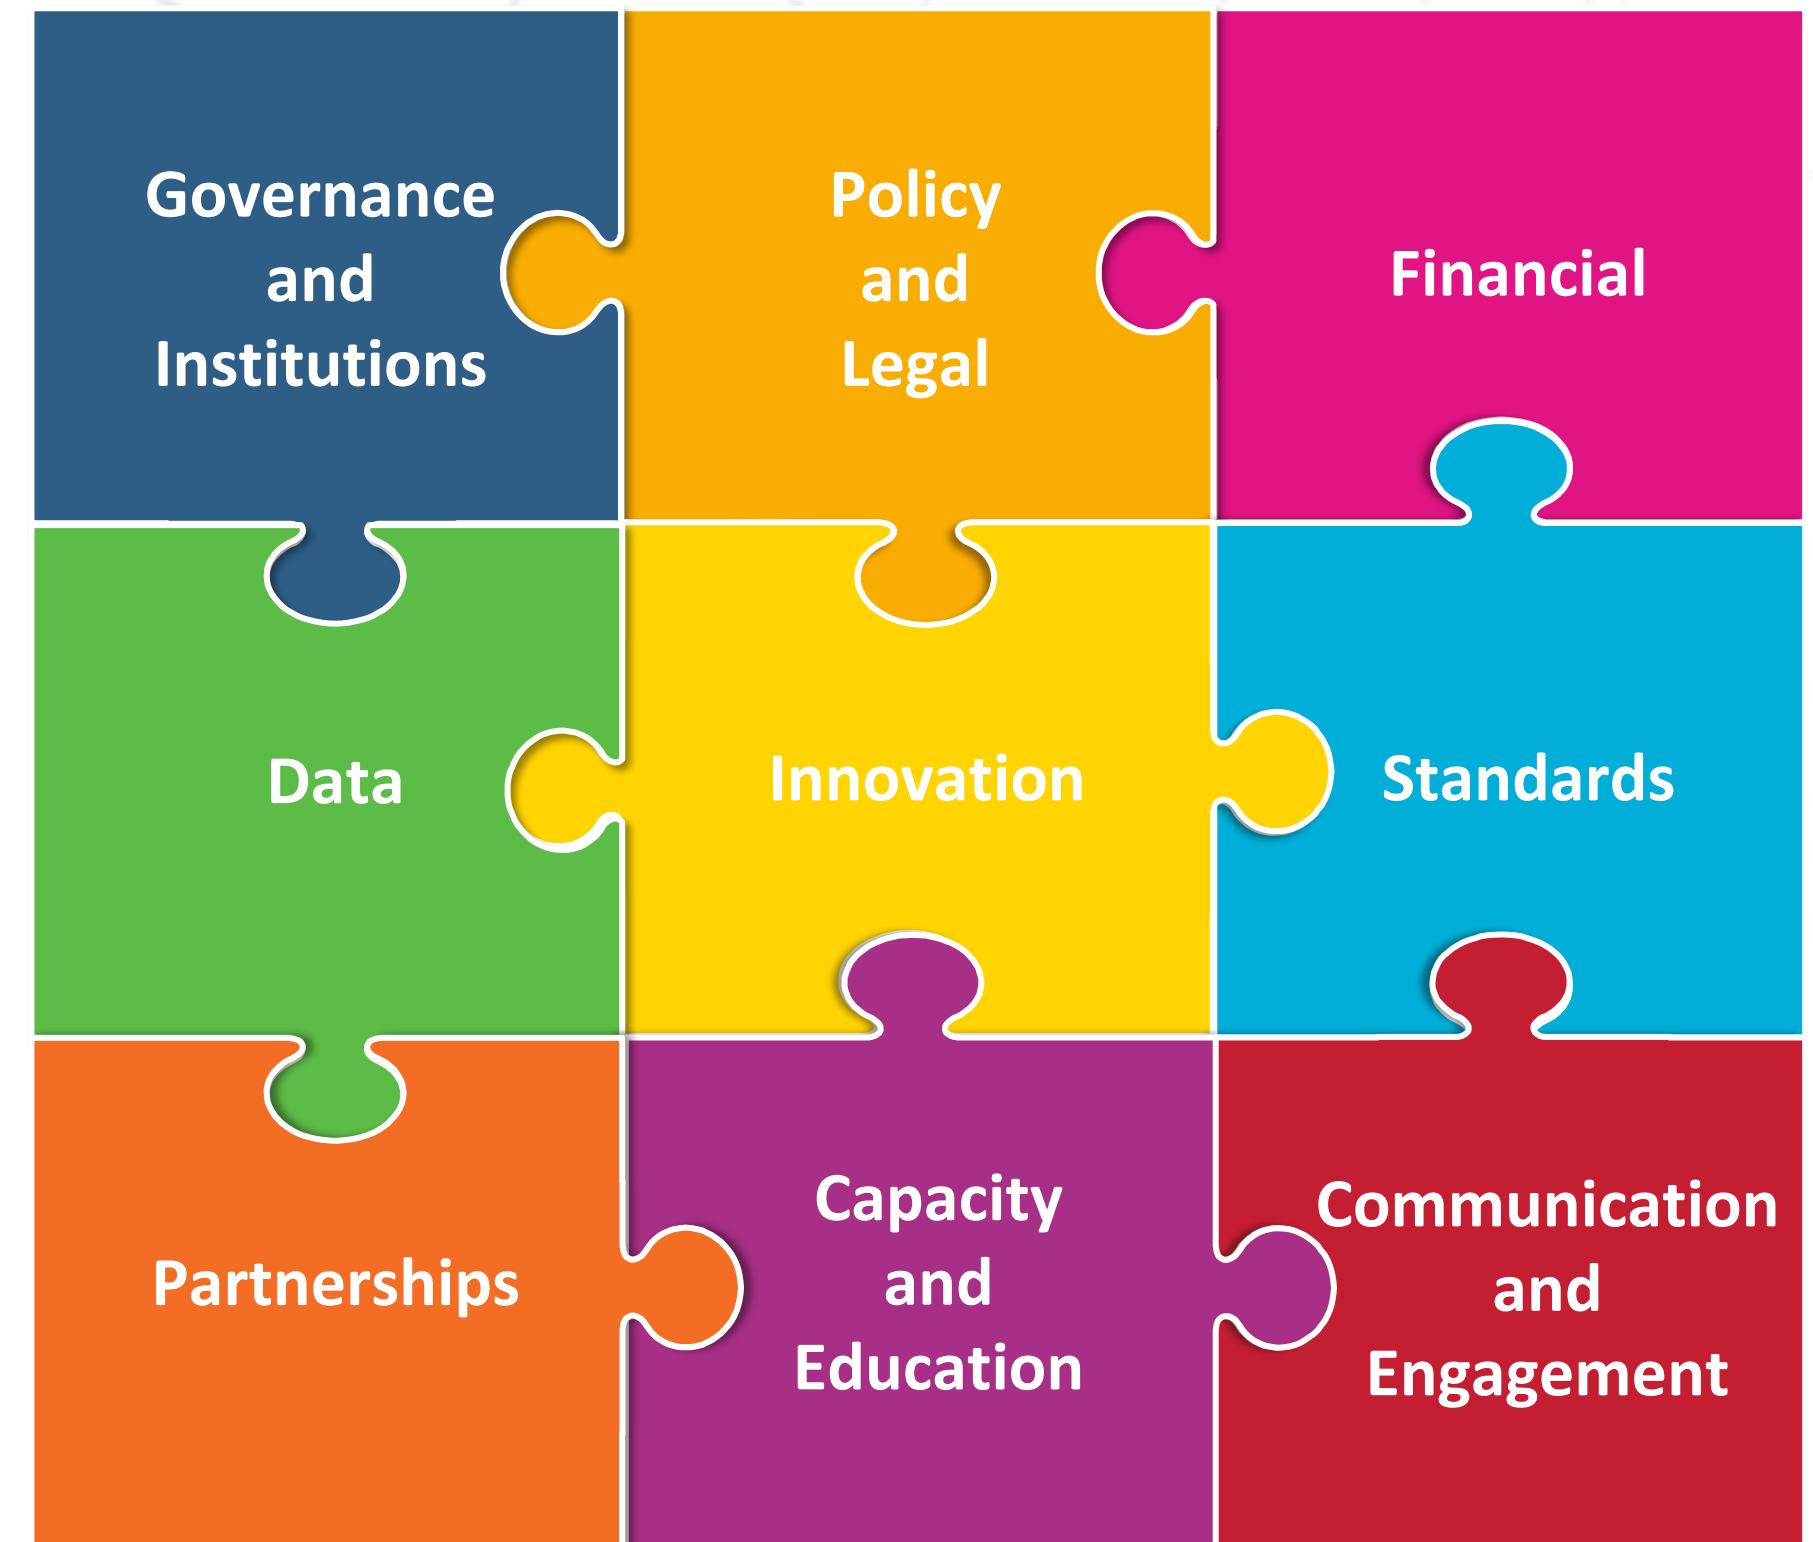 Governance
and
Institutions
Policy
and
Legal
Financial
Data
Innovation
Standards
Partnerships
Capacity
and
Education
Communication
and
Engagement